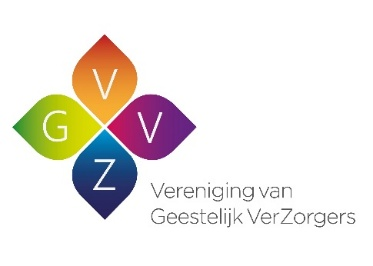 V
G V
Z
Vereniging van
Geestelijk VerZorgers